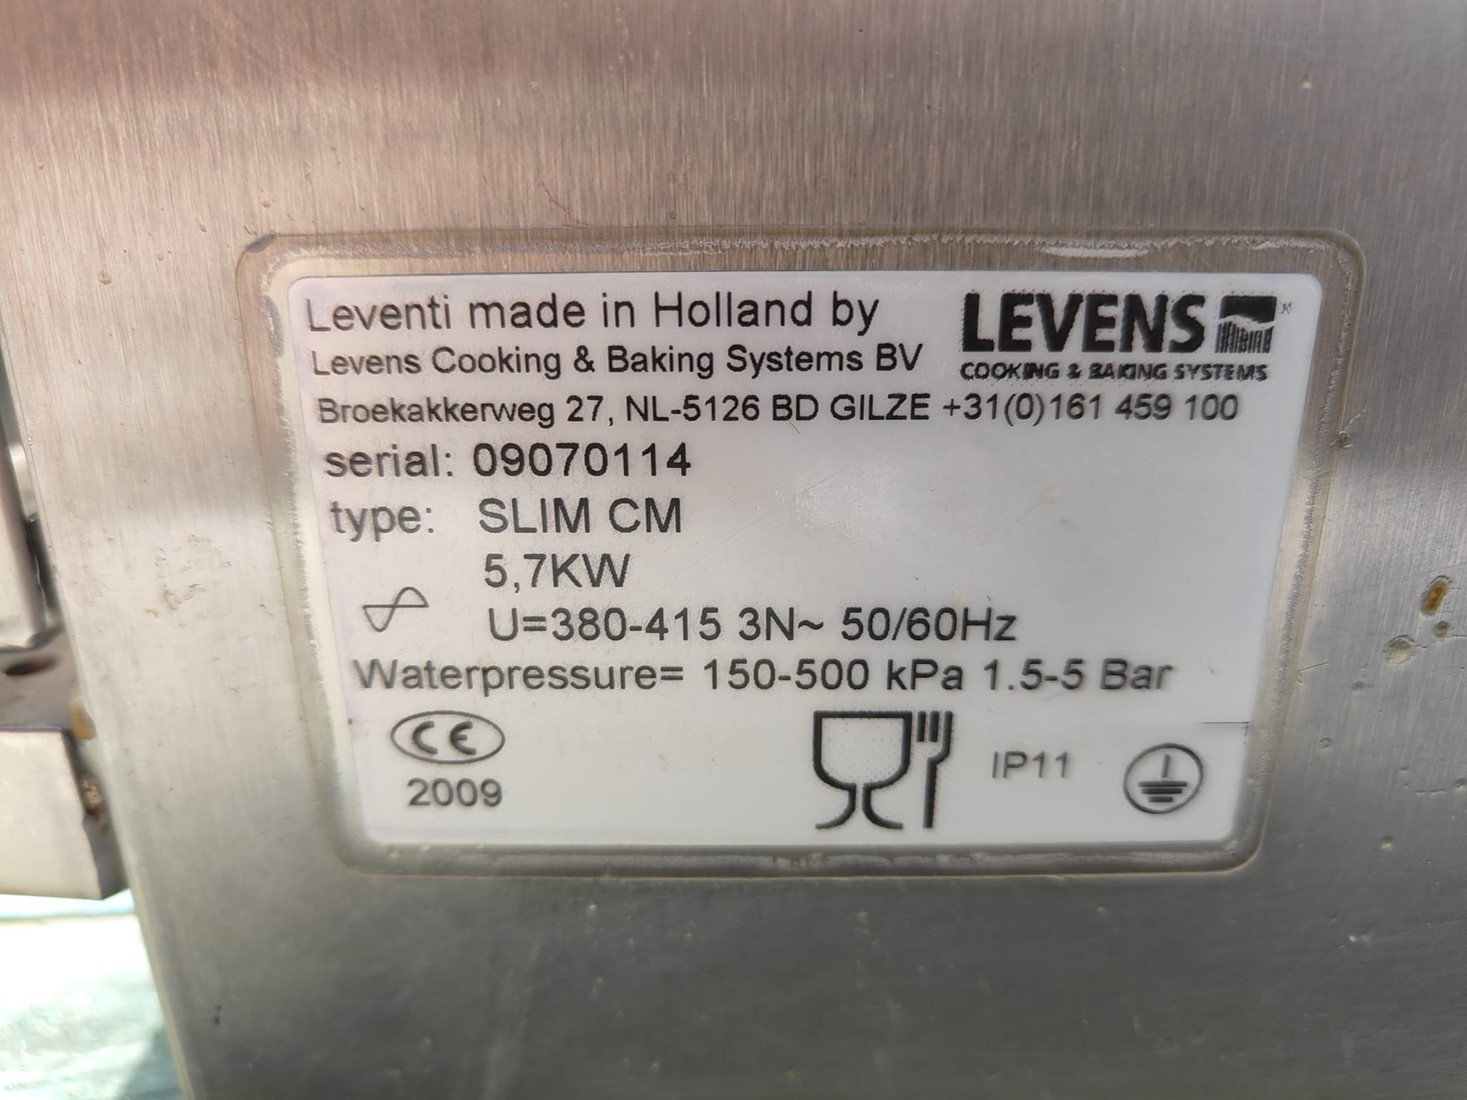 Leventi made in Holland by
Levens Cooking & Baking Systems BV
LEVENS
COOKING & BAKING SYSTEMS
Broekakkerweg 27, NL-5126 BD GILZE +31(0)161 459 100
serial: 09070114
type: SLIM CM
5,7KW
U=380-415 3N~ 50/60Hz
Waterpressure= 150-500 kPa 1.5-5 Bar
CE
2009
IP11